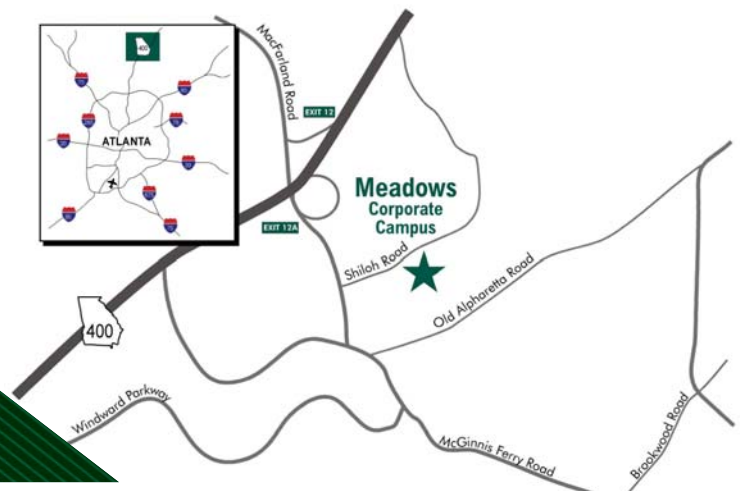 400
ATLANTA
MacFarland Road
EXIT 12
Meadows
Corporate
Campus
EXIT 12A
Shiloh Road
Old Alpharetta Road
400
Windward Parkway
McGinnis Ferry Road
Brookwood Road